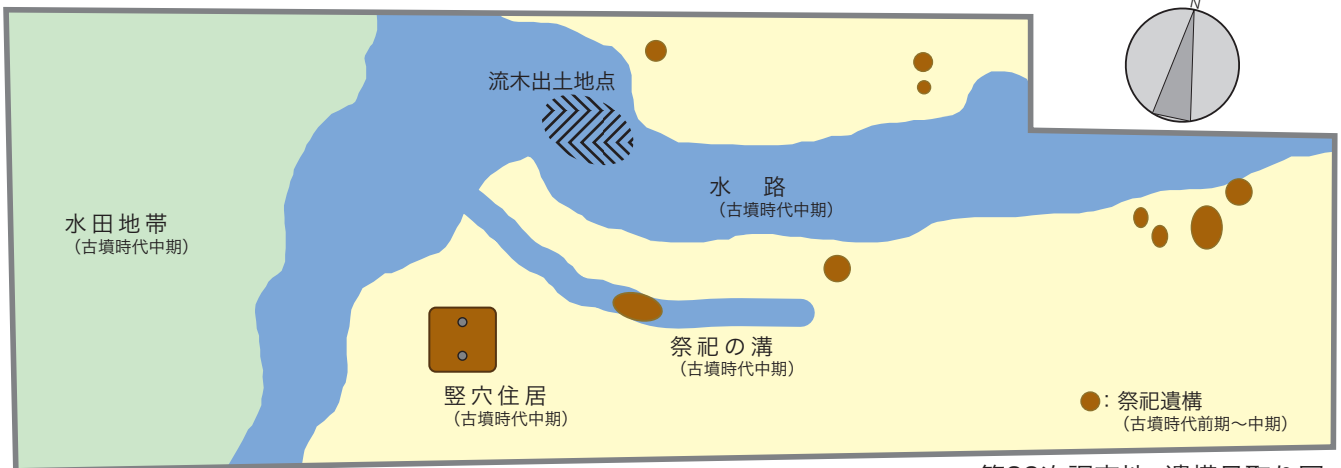 N
流木出土地点
水　路
（古墳時代中期）
水田地帯
（古墳時代中期）
祭祀の溝
（古墳時代中期）
竪穴住居
（古墳時代中期）
：祭祀遺構
（古墳時代前期～中期）